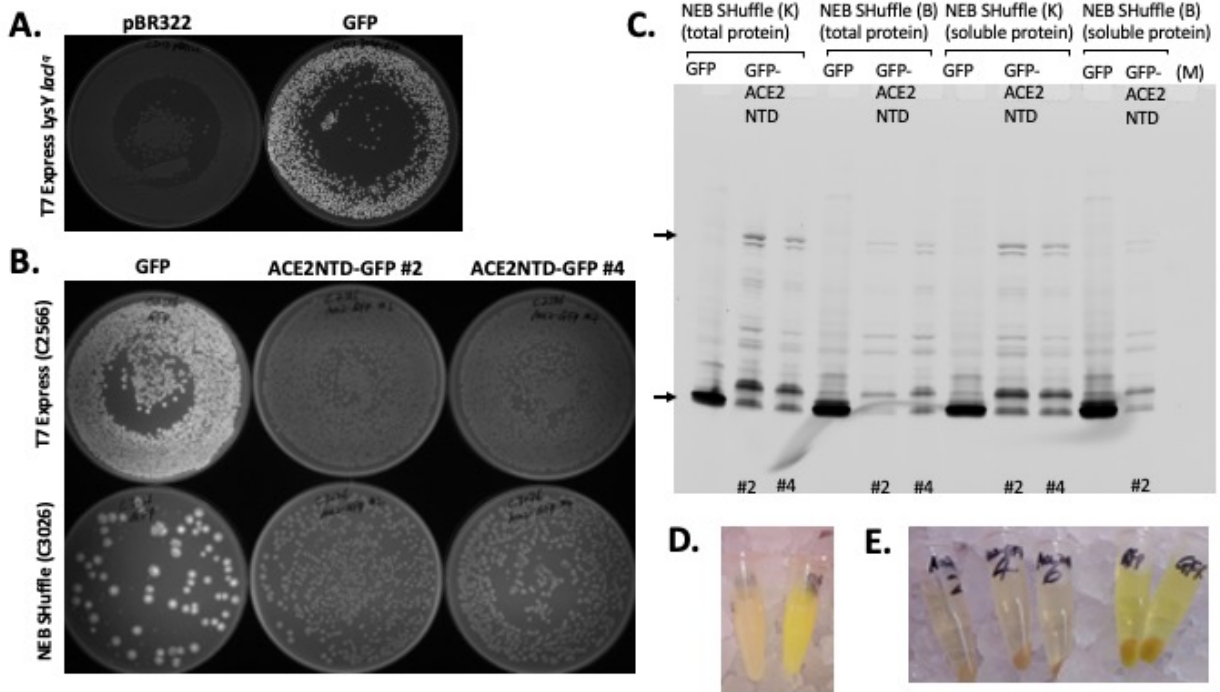 A.
pBR322
GFP
T7 Express LysY lacIq
B.
GFP
ACE2NTD-GFP #2
ACE2NTD-GFP #4
T7 Express (C2566)
NEB SHuffle (C3026)
C.
NEB SHuffle (K)
(total protein)
NEB SHuffle (B)
(total protein)
NEB SHuffle (K)
(soluble protein)
NEB SHuffle (B)
(soluble protein)
GFP
GFP-
ACE2
NTD
GFP
GFP-
ACE2
NTD
GFP
GFP-
ACE2
NTD
GFP
GFP-
ACE2
NTD
(M)
#2
#4
#2
#4
#2
#4
#2
D.
E.